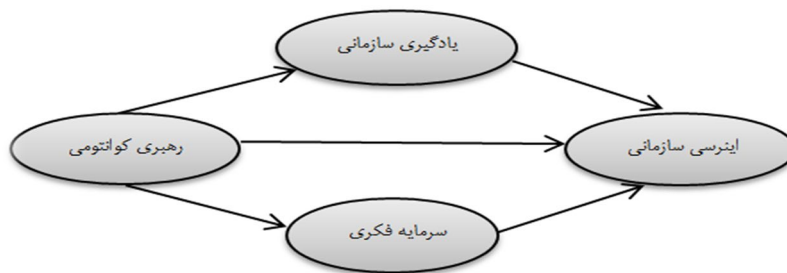 یادگیری سازمانی
رهبری کوانتومی
اینرسی سازمانی
سرمایه فکری